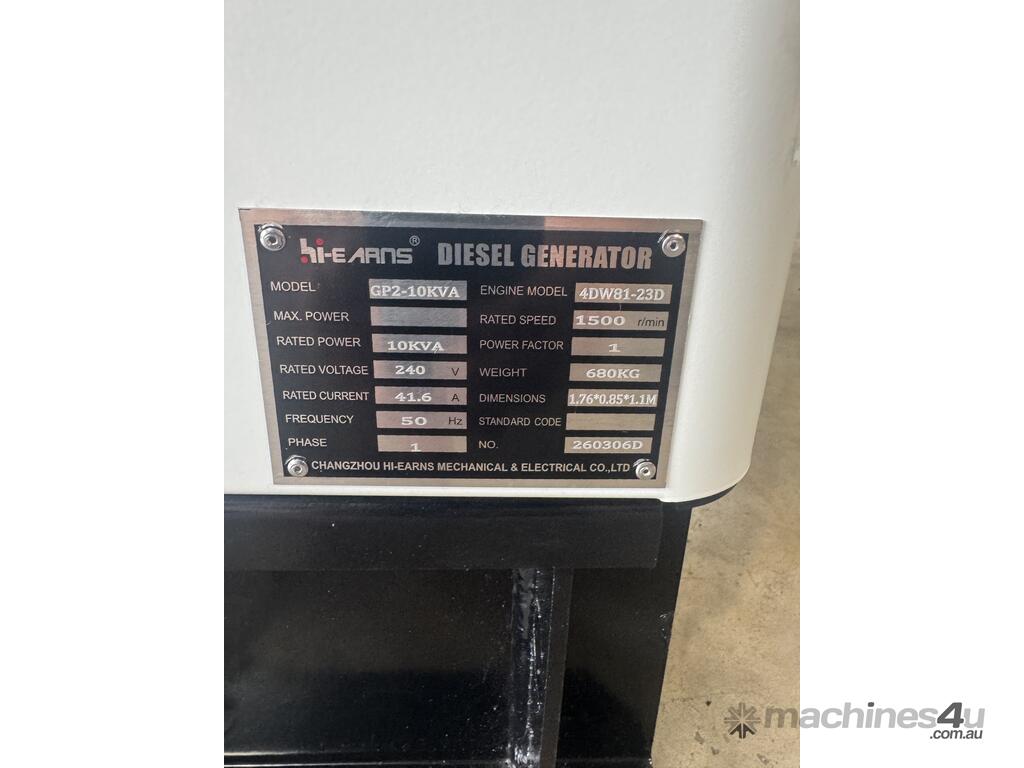 hi-EARNS® DIESEL GENERATOR
MODEL GP2-10KVA ENGINE MODEL 4DW81-23D
MAX. POWER RATED SPEED 1500 r/min
RATED POWER 10KVA POWER FACTOR 1
RATED VOLTAGE 240 V WEIGHT 680KG
RATED CURRENT 41.6 A DIMENSIONS 1.76*0.85*1.1M
FREQUENCY 50 Hz STANDARD CODE
PHASE 1 NO. 260306D
CHANGZHOU HI-EARNS MECHANICAL & ELECTRICAL CO.,LTD
machines4u
.com.au